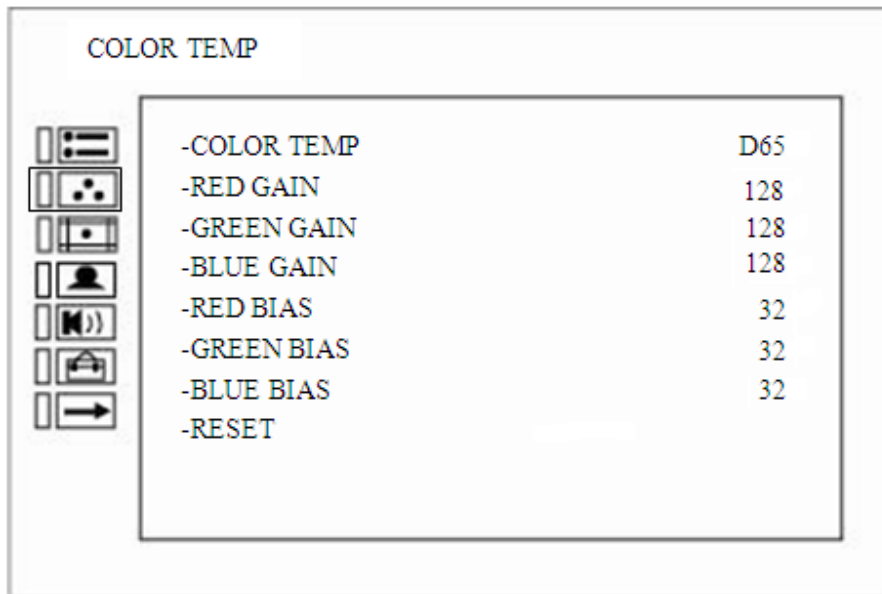 COLOR TEMP
-COLOR TEMP D65
-RED GAIN 128
-GREEN GAIN 128
-BLUE GAIN 128
-RED BIAS 32
-GREEN BIAS 32
-BLUE BIAS 32
-RESET